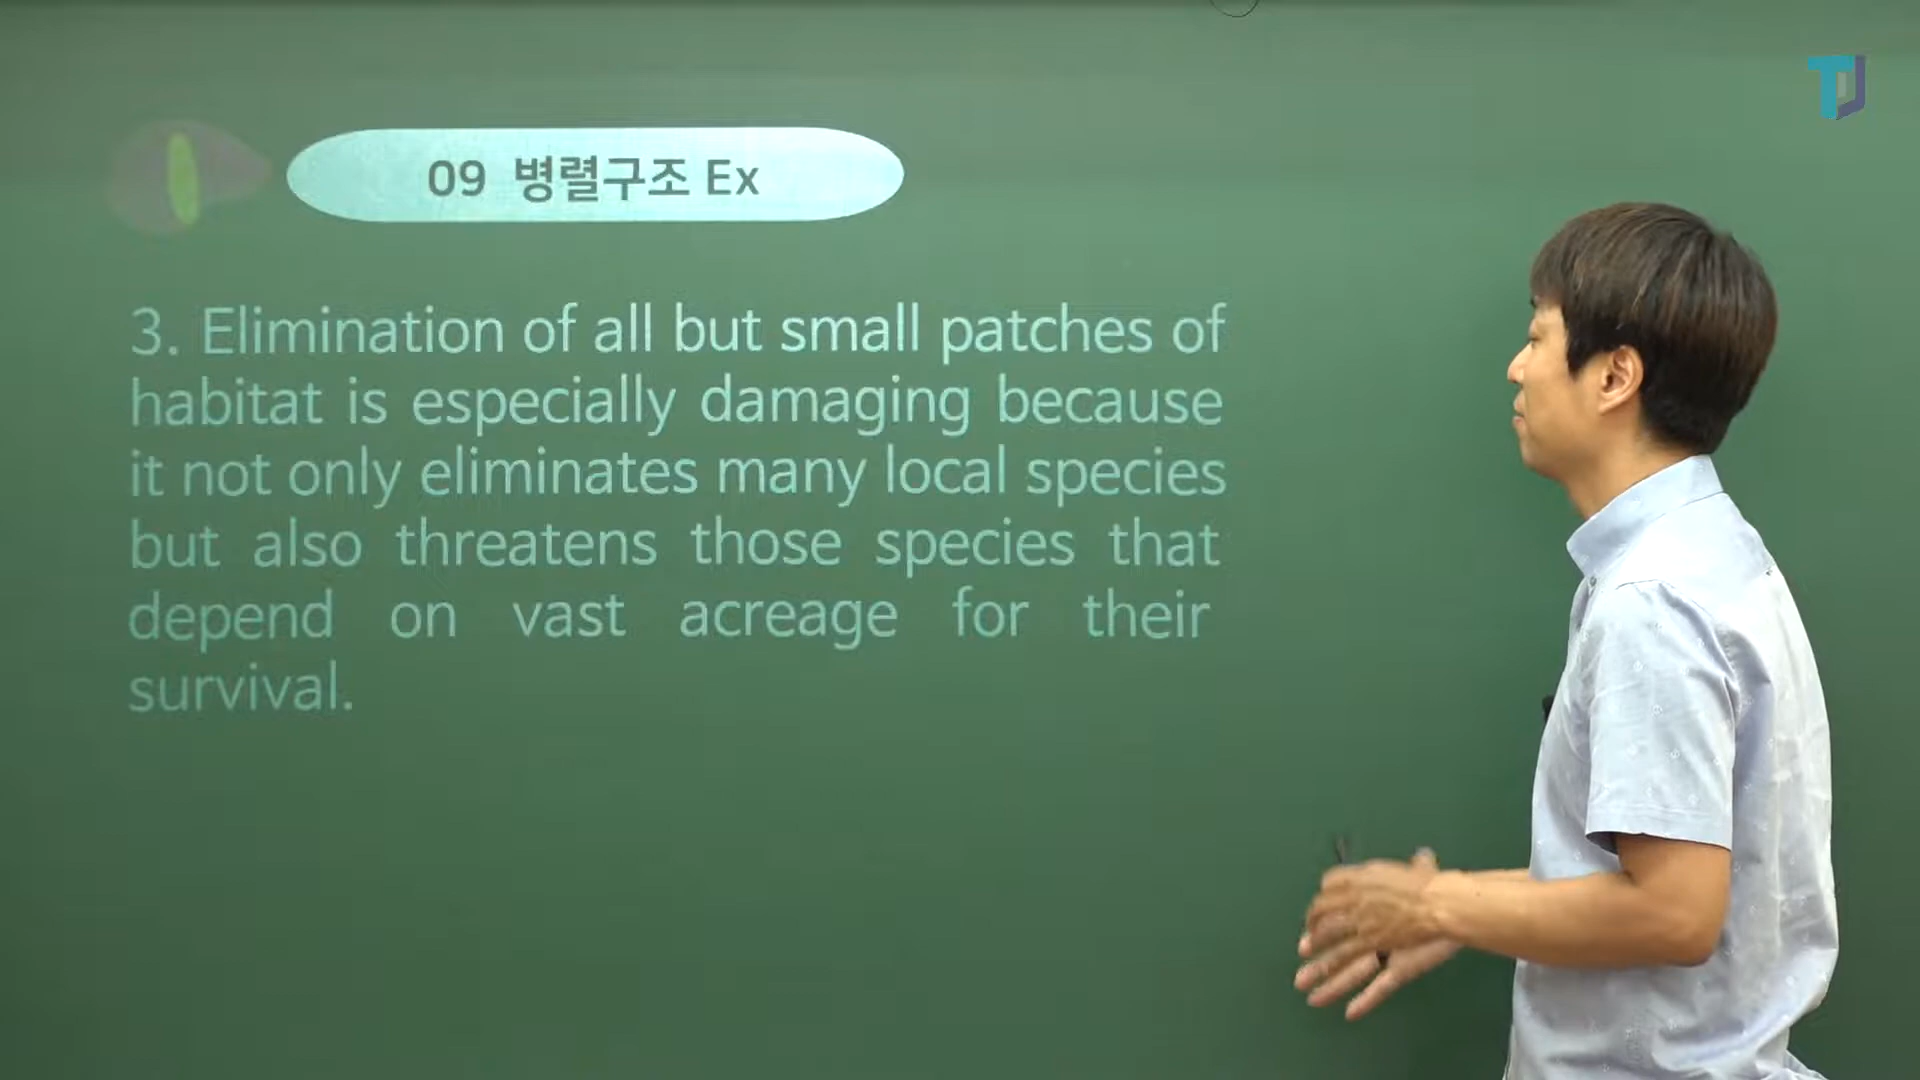 TJ
09 병렬구조 Ex
3. Elimination of all but small patches of
habitat is especially damaging because
it not only eliminates many local species
but also threatens those species that
depend on vast acreage for their
survival.